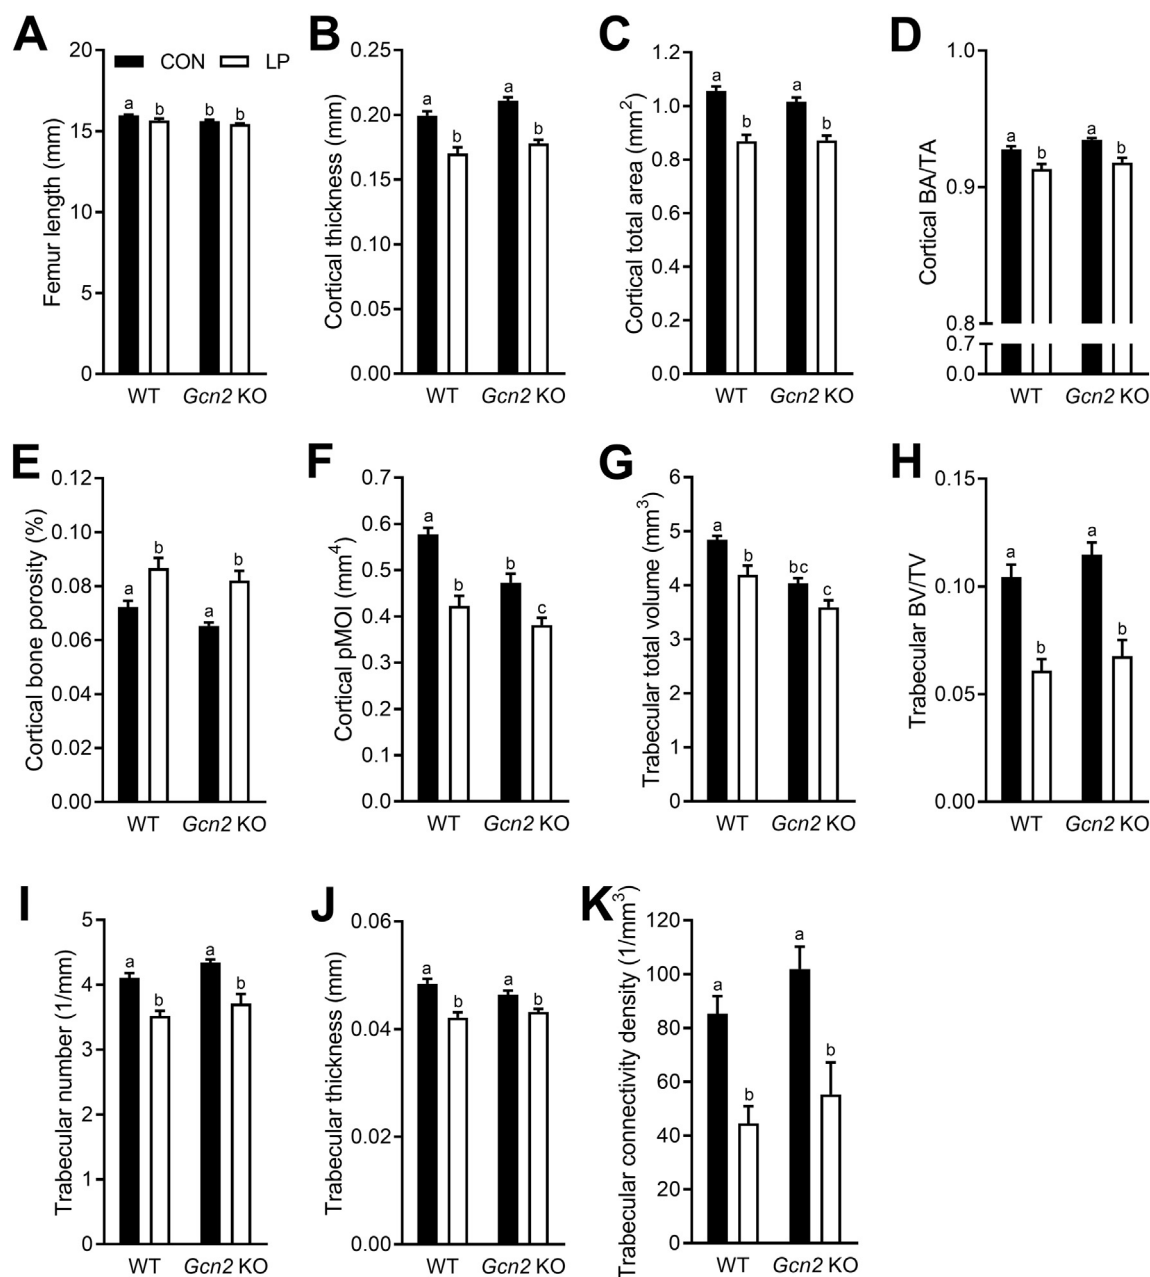 A
Femur length (mm)
20
15
10
5
0
CON LP
a b b b
WT Gcn2 KO
B
Cortical thickness (mm)
0.25
0.20
0.15
0.10
0.05
0.00
a b a b
WT Gcn2 KO
C
Cortical total area (mm2)
1.2
1.0
0.8
0.6
0.4
0.2
0.0
a b a b
WT Gcn2 KO
D
Cortical BA/TA
1.0
0.9
0.8
0.7
0.0
a b a b
WT Gcn2 KO
E
Cortical bone porosity (%)
0.12
0.10
0.08
0.06
0.04
0.02
0.00
a b a b
WT Gcn2 KO
F
Cortical pMOI (mm4)
0.7
0.6
0.5
0.4
0.3
0.2
0.1
0.0
a b b c
WT Gcn2 KO
G
Trabecular total volume (mm3)
6
5
4
3
2
1
0
a b bc c
WT Gcn2 KO
H
Trabecular BV/TV
0.15
0.10
0.05
0.00
a b a b
WT Gcn2 KO
I
Trabecular number (1/mm)
5
4
3
2
1
0
a b a b
WT Gcn2 KO
J
Trabecular thickness (mm)
0.06
0.04
0.02
0.00
a b a b
WT Gcn2 KO
K
Trabecular connectivity density (1/mm3)
120
100
80
60
40
20
0
a b a b
WT Gcn2 KO